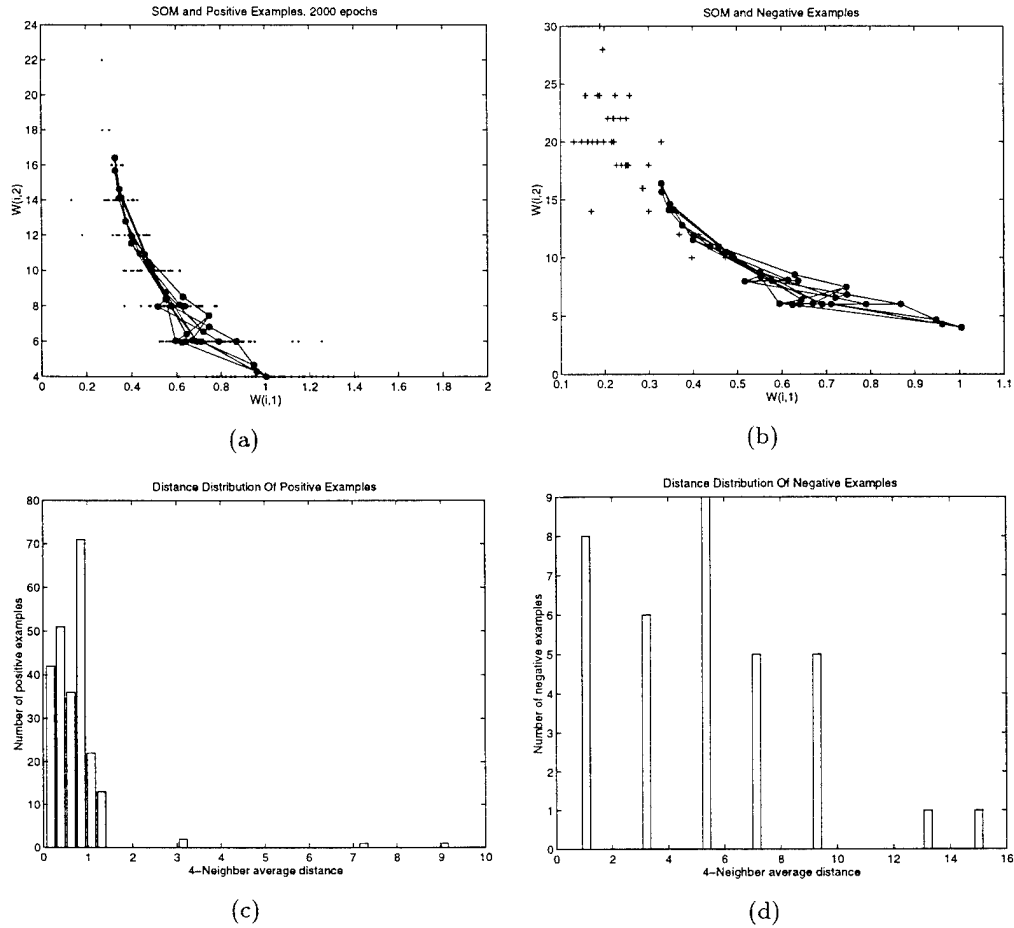 SOM and Positive Examples. 2000 epochs
24
22
20
18
16
14
12
10
8
6
4
W(i,2)
0 0.2 0.4 0.6 0.8 1 1.2 1.4 1.6 1.8 2
W(i,1)
(a)
SOM and Negative Examples
30
25
20
15
10
5
0
W(i,2)
0.1 0.2 0.3 0.4 0.5 0.6 0.7 0.8 0.9 1 1.1
W(i,1)
(b)
Distance Distribution Of Positive Examples
80
70
60
50
40
30
20
10
0
Number of positive examples
0 1 2 3 4 5 6 7 8 9 10
4-Neighber average distance
(c)
Distance Distribution Of Negative Examples
9
8
7
6
5
4
3
2
1
0
Number of negative examples
0 2 4 6 8 10 12 14 16
4-Neighber average distance
(d)